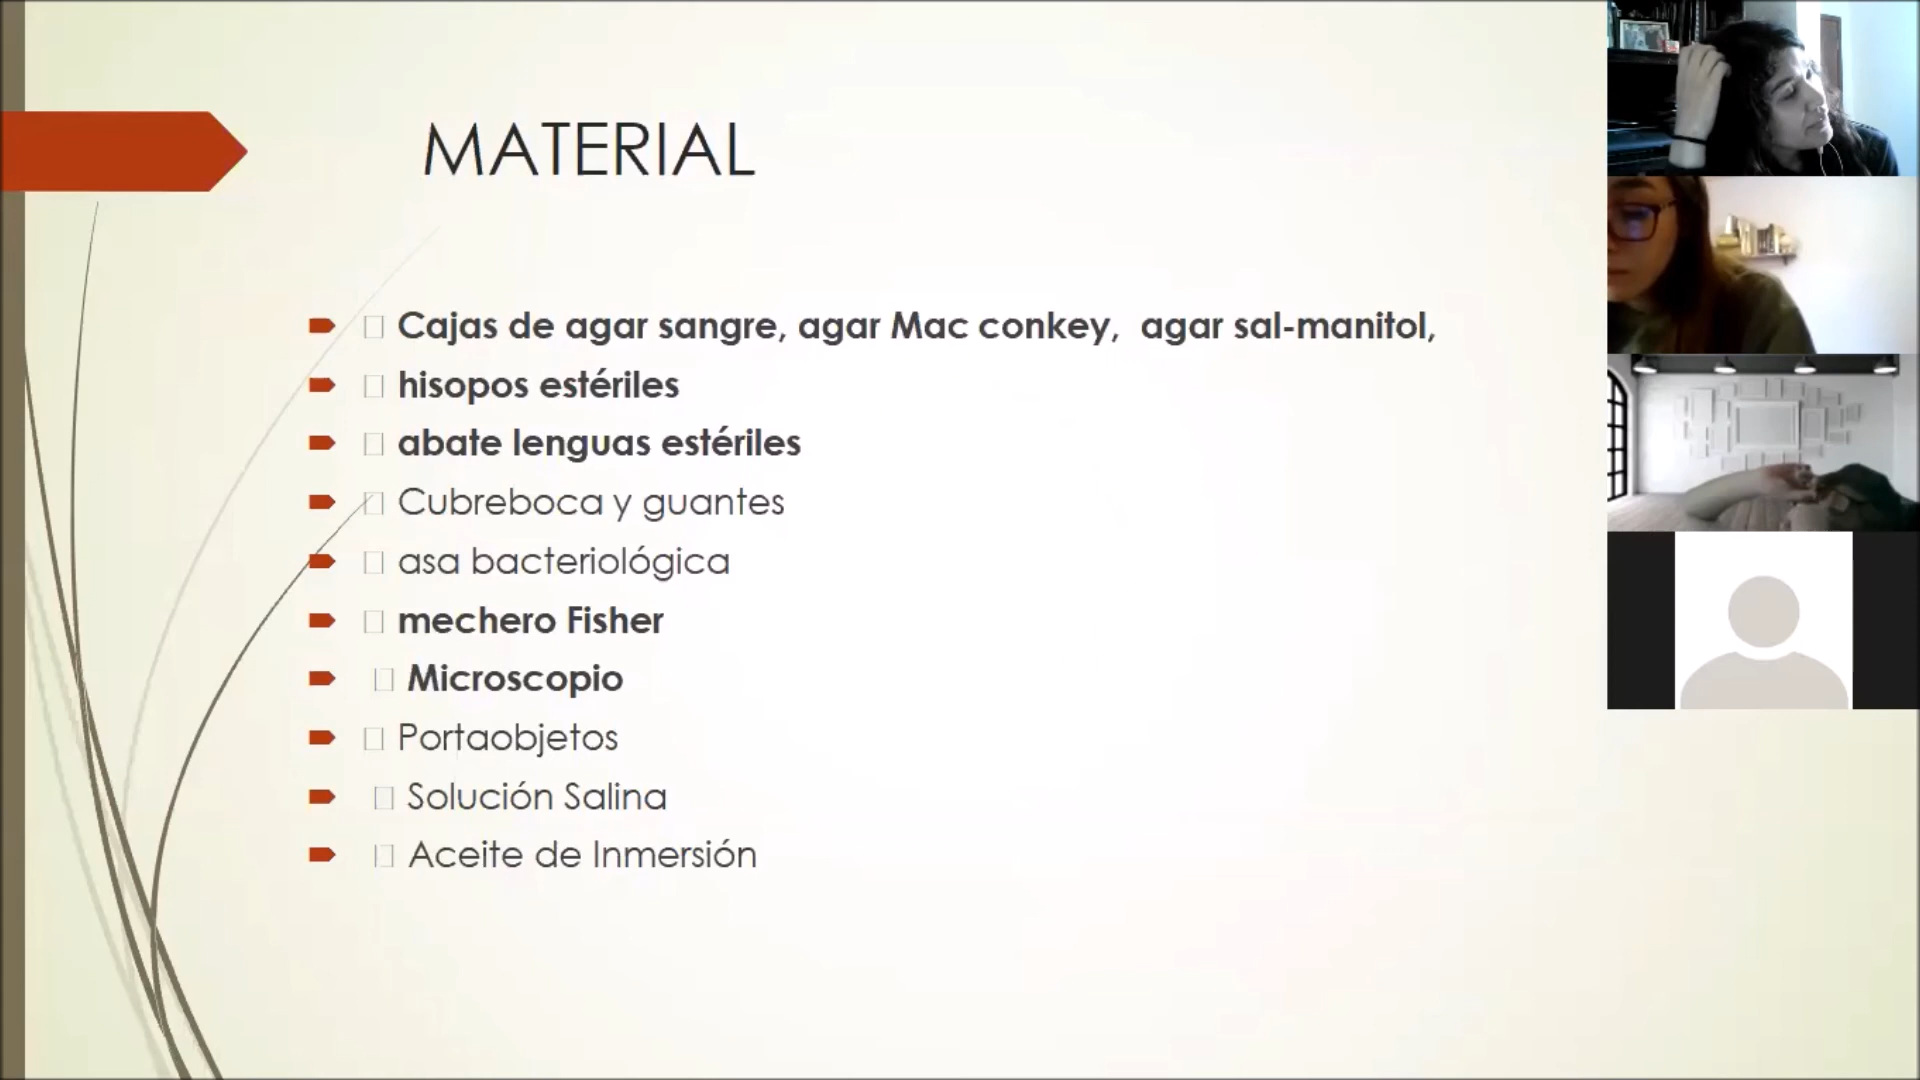 MATERIAL
Cajas de agar sangre, agar Mac conkey, agar sal-manitol,
hisopos estériles
abate lenguas estériles
Cubreboca y guantes
asa bacteriológica
mechero Fisher
Microscopio
Portaobjetos
Solución Salina
Aceite de Inmersión